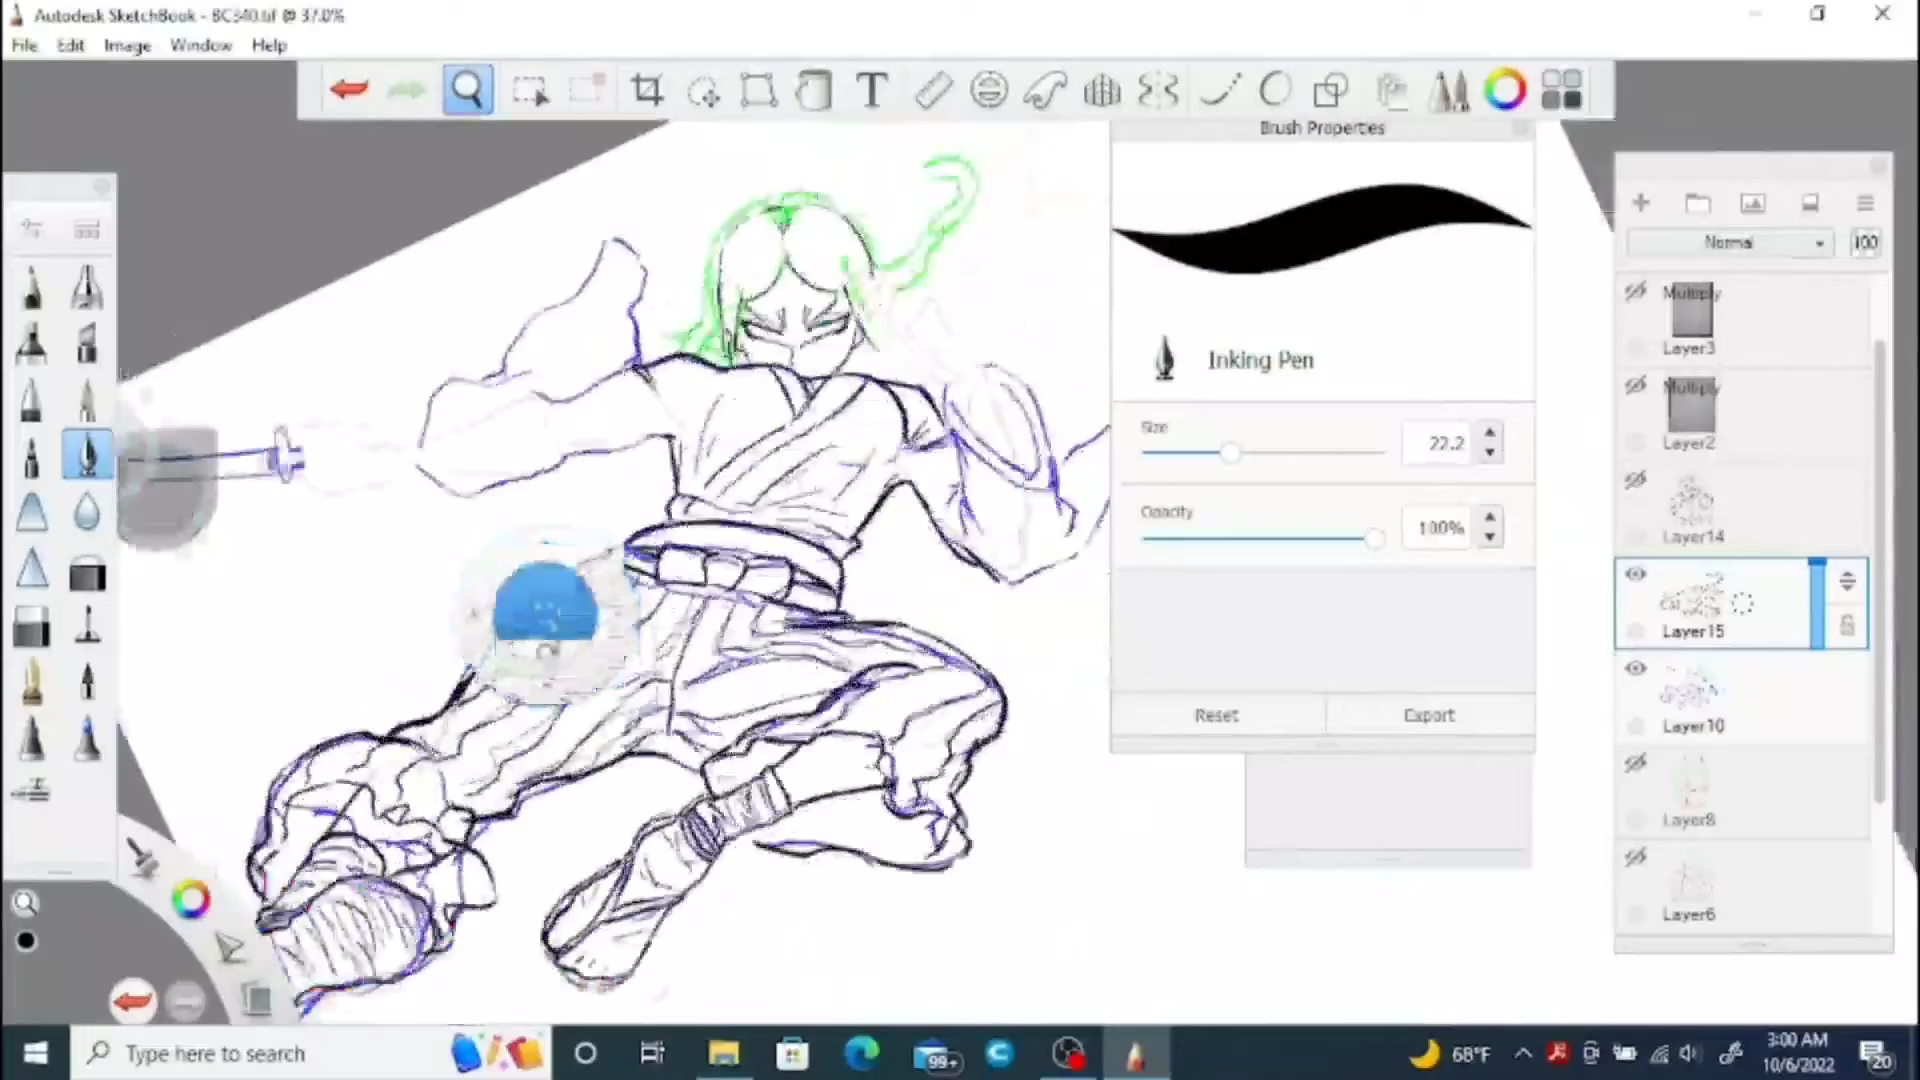 Autodesk SketchBook - BC340.tif @ 37.0%
File Edit Image Window Help
T
Brush Properties
Inking Pen
Size
22.2
Opacity
100%
Reset Export
Normal 100
Multiply
Layer3
Multiply
Layer2
Layer14
Layer15
Layer10
Layer8
Layer6
Type here to search
99+
68°F
3:00 AM
10/6/2022
20